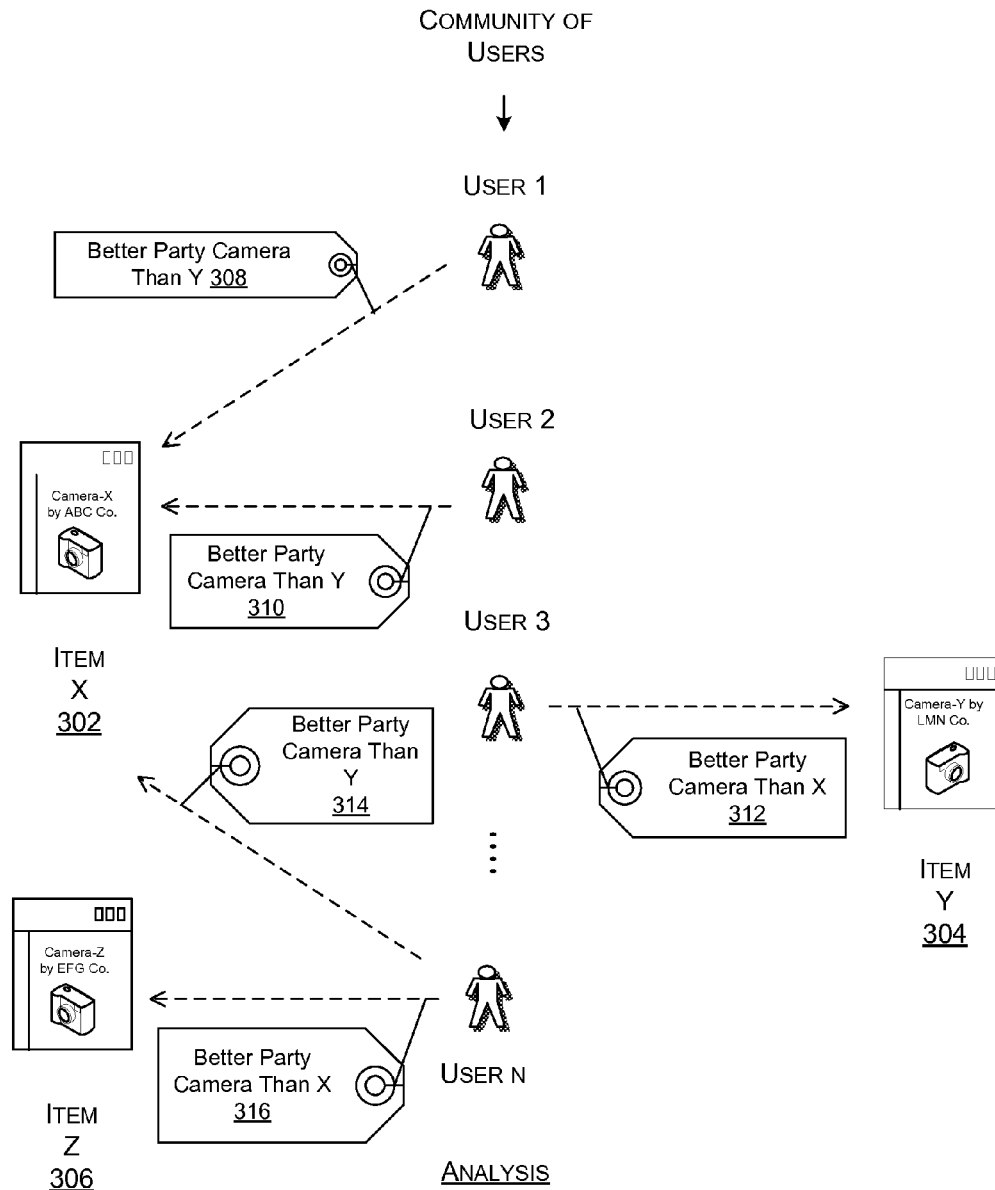 COMMUNITY OF
USERS
USER 1
Better Party Camera
Than Y 308
USER 2
Camera-X
by ABC Co.
Better Party
Camera Than Y
310
USER 3
ITEM
X
302
Camera-Y by
LMN Co.
Better Party
Camera Than
Y
314
Better Party
Camera Than X
312
ITEM
Y
304
Camera-Z
by EFG Co.
Better Party
Camera Than X
316
USER N
ITEM
Z
306
ANALYSIS